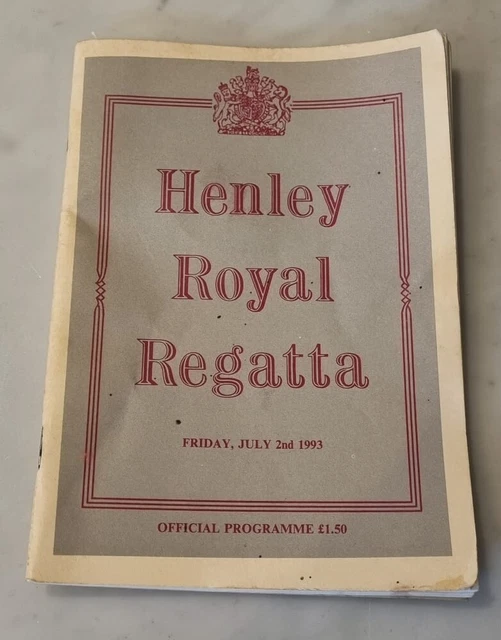 Henley
Royal
Regatta
FRIDAY, JULY 2nd 1993
OFFICIAL PROGRAMME £1.50